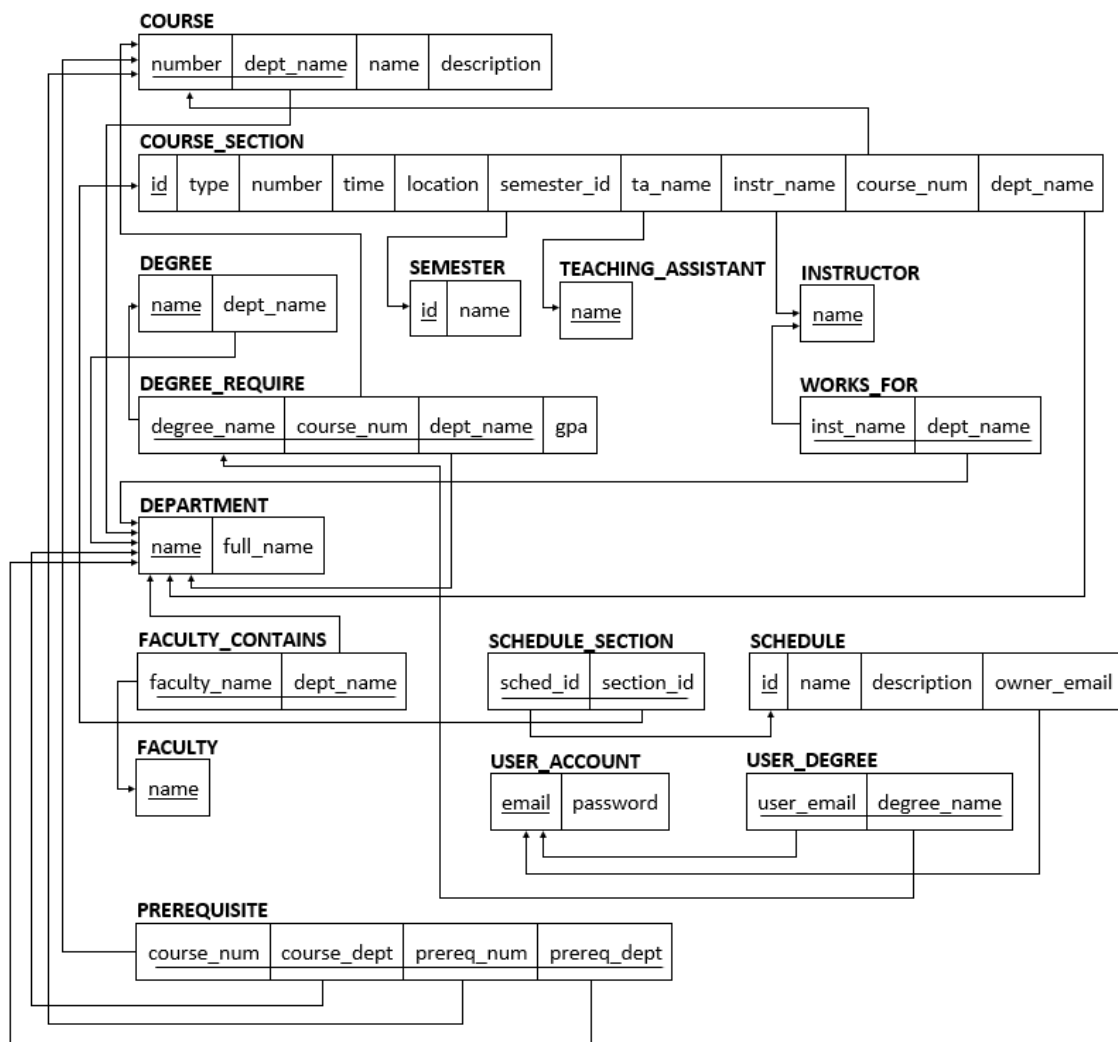 COURSE
number dept_name name description
COURSE_SECTION
id type number time location semester_id ta_name instr_name course_num dept_name
DEGREE
name dept_name
SEMESTER
id name
TEACHING_ASSISTANT
name
INSTRUCTOR
name
DEGREE_REQUIRE
degree_name course_num dept_name gpa
WORKS_FOR
inst_name dept_name
DEPARTMENT
name full_name
FACULTY_CONTAINS
faculty_name dept_name
SCHEDULE_SECTION
sched_id section_id
SCHEDULE
id name description owner_email
FACULTY
name
USER_ACCOUNT
email password
USER_DEGREE
user_email degree_name
PREREQUISITE
course_num course_dept prereq_num prereq_dept